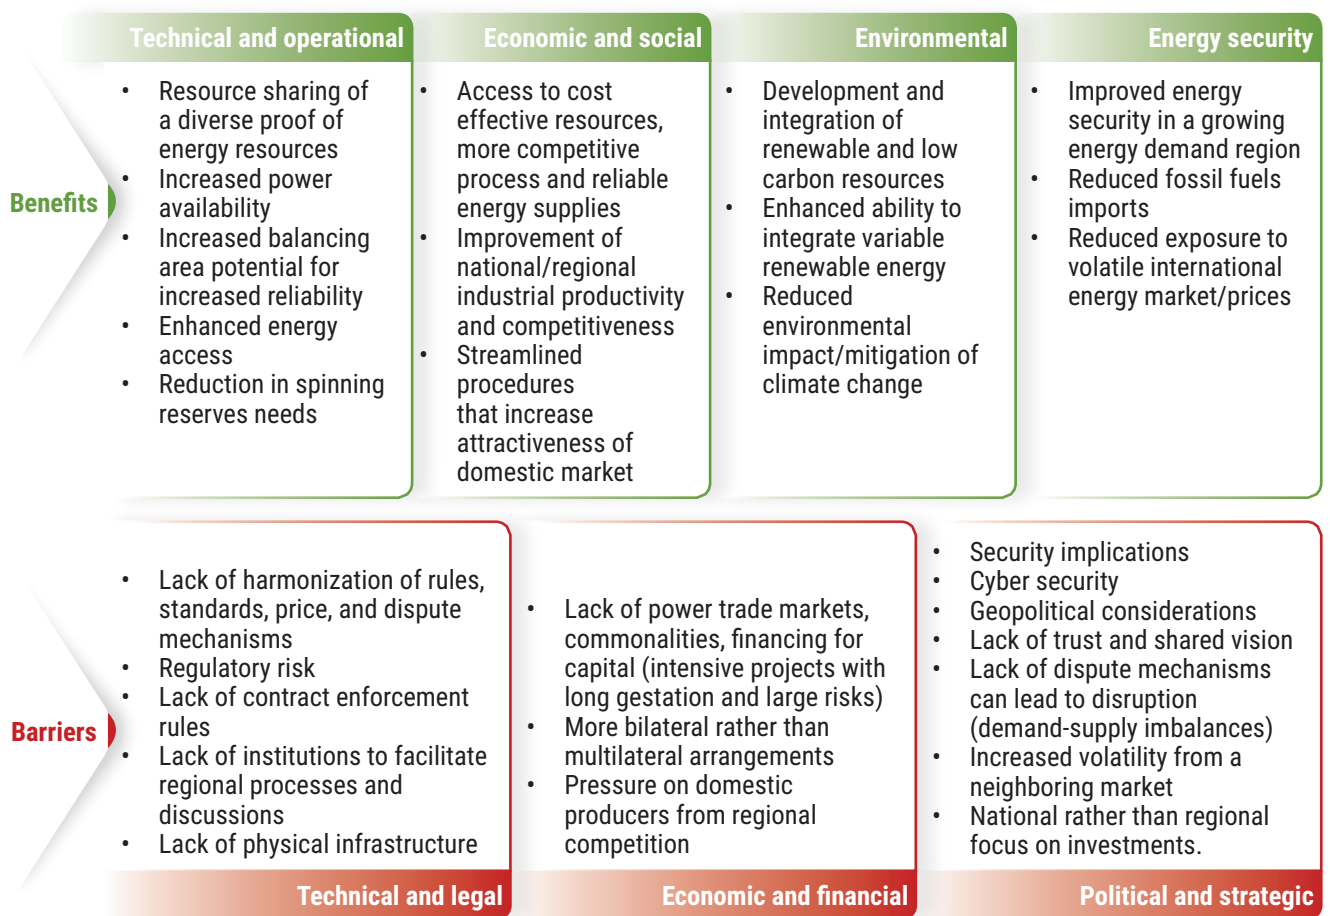 Benefits
Technical and operational
• Resource sharing of
a diverse proof of
energy resources
• Increased power
availability
• Increased balancing
area potential for
increased reliability
• Enhanced energy
access
• Reduction in spinning
reserves needs
Economic and social
• Access to cost
effective resources,
more competitive
process and reliable
energy supplies
• Improvement of
national/regional
industrial productivity
and competitiveness
• Streamlined
procedures
that increase
attractiveness of
domestic market
Environmental
• Development and
integration of
renewable and low
carbon resources
• Enhanced ability to
integrate variable
renewable energy
• Reduced
environmental
impact/mitigation of
climate change
Energy security
• Improved energy
security in a growing
energy demand region
• Reduced fossil fuels
imports
• Reduced exposure to
volatile international
energy market/prices
Barriers
• Lack of harmonization of rules,
standards, price, and dispute
mechanisms
• Regulatory risk
• Lack of contract enforcement
rules
• Lack of institutions to facilitate
regional processes and
discussions
• Lack of physical infrastructure
Technical and legal
• Lack of power trade markets,
commonalities, financing for
capital (intensive projects with
long gestation and large risks)
• More bilateral rather than
multilateral arrangements
• Pressure on domestic
producers from regional
competition
Economic and financial
• Security implications
• Cyber security
• Geopolitical considerations
• Lack of trust and shared vision
• Lack of dispute mechanisms
can lead to disruption
(demand-supply imbalances)
• Increased volatility from a
neighboring market
• National rather than regional
focus on investments.
Political and strategic